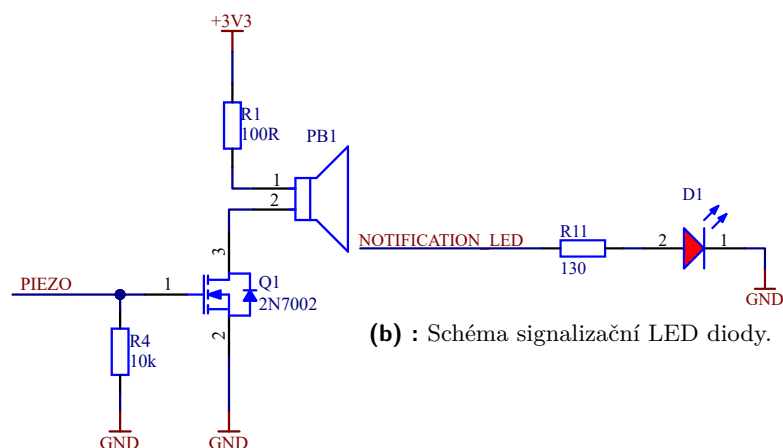 +3V3
R1
100R
PB1
1
2
D1
NOTIFICATION_LED
R11
130
2
1
GND
3
PIEZO
1
Q1
2N7002
2
R4
10k
GND
GND
(b) : Schéma signalizační LED diody.